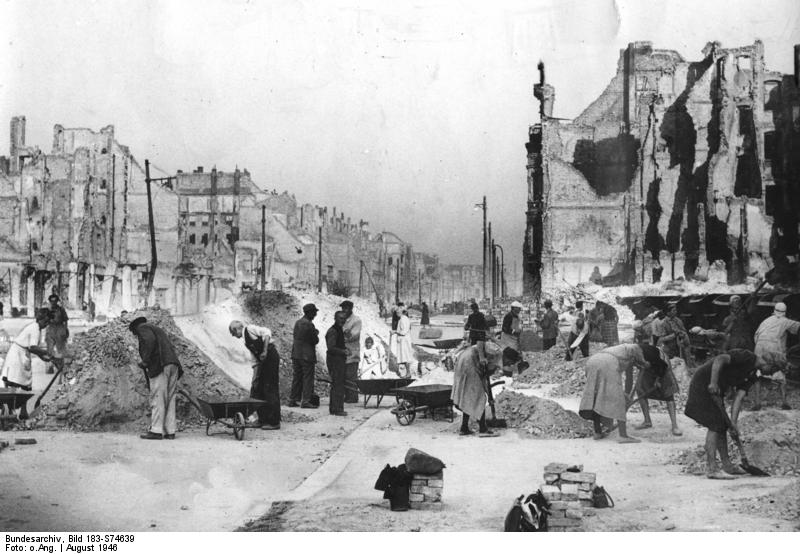 Bundesarchiv, Bild 183-S74639
Foto: o.Ang. | August 1946